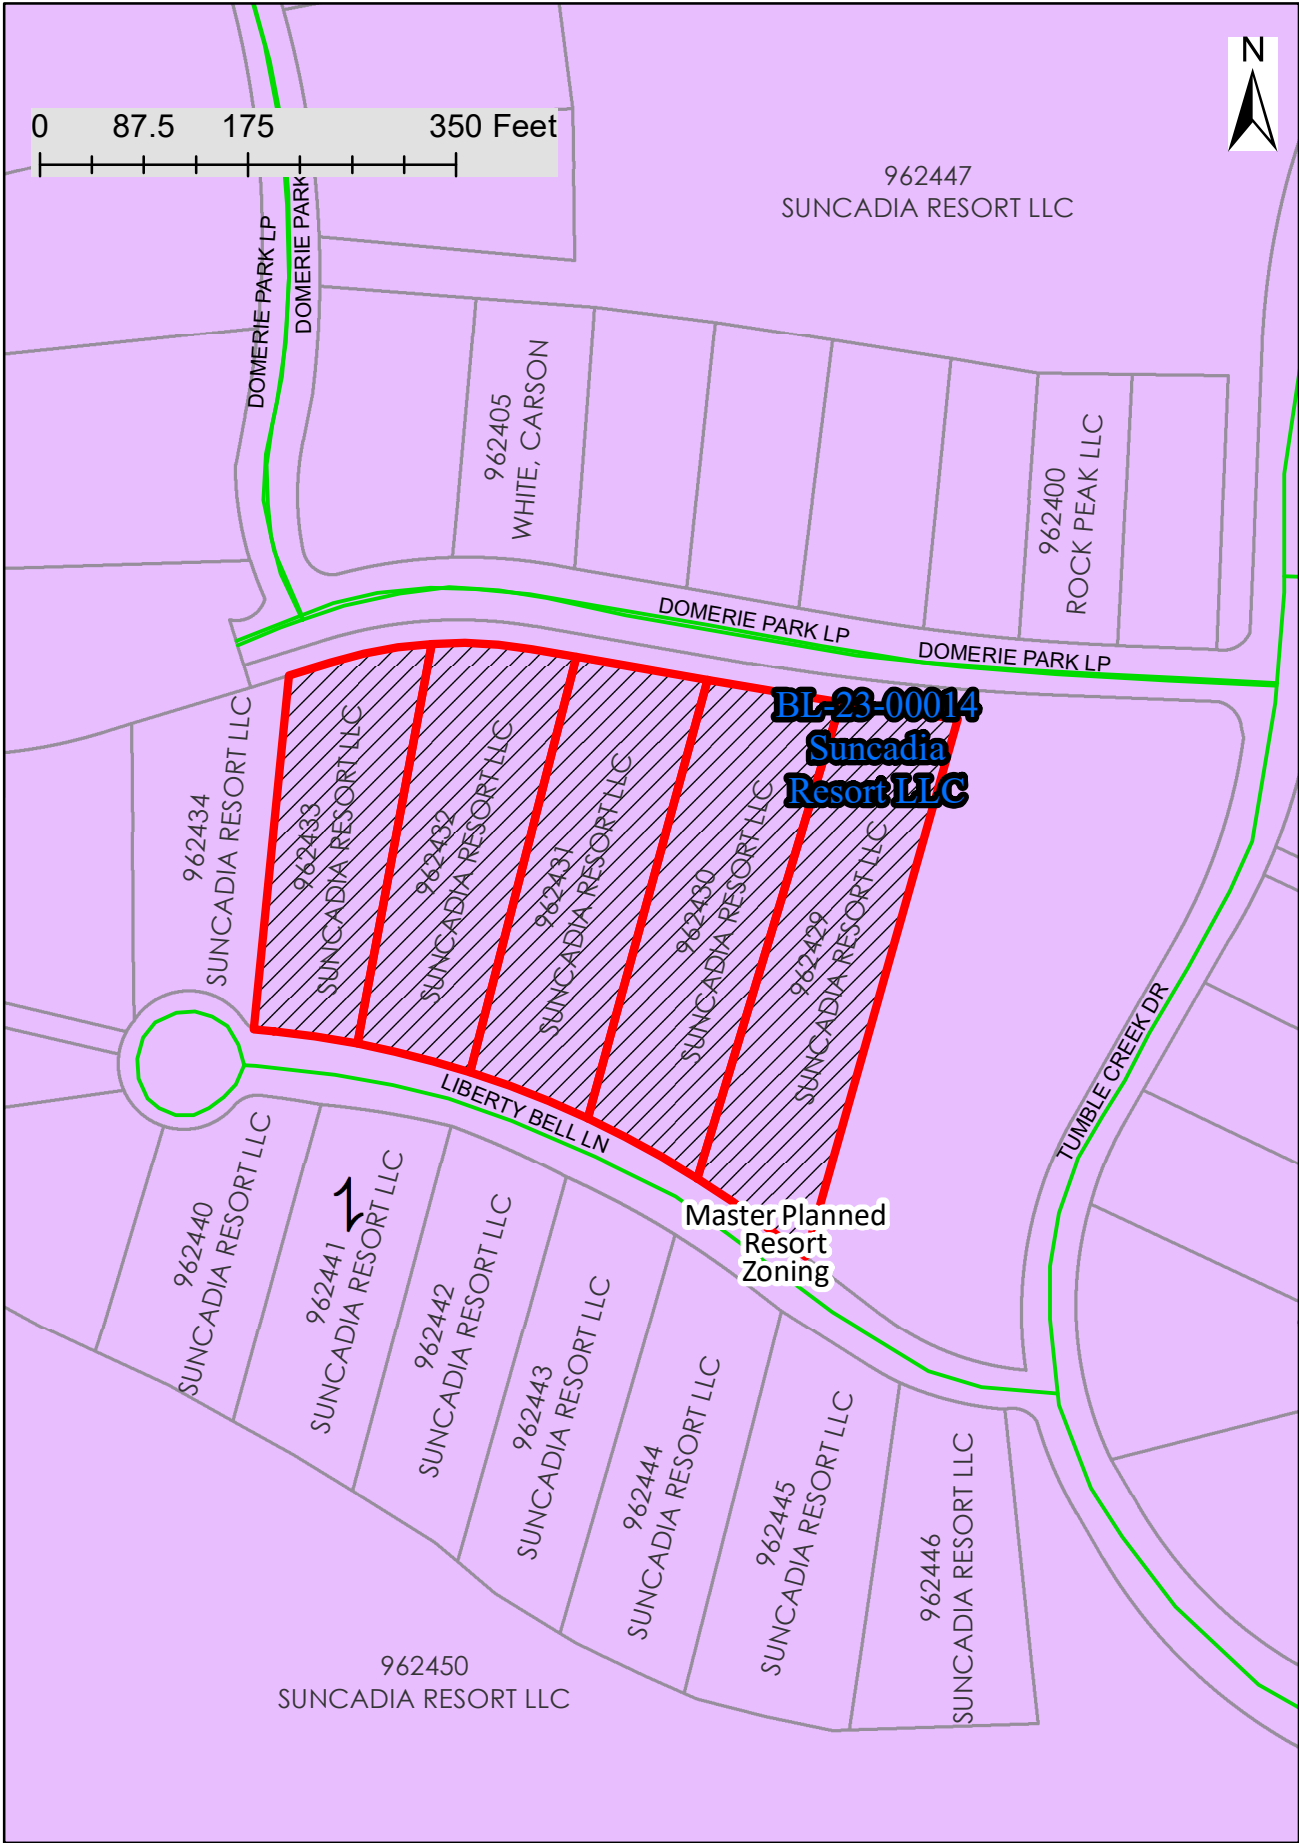 N
0 87.5 175 350 Feet
962447
SUNCADIA RESORT LLC
DOMERIE PARK LP
DOMERIE PARK
962405
WHITE, CARSON
962400
ROCK PEAK LLC
DOMERIE PARK LP
DOMERIE PARK LP
BL-23-00014
Suncadia
Resort LLC
962434
SUNCADIA RESORT LLC
962433
SUNCADIA RESORT LLC
962432
SUNCADIA RESORT LLC
962431
SUNCADIA RESORT LLC
962430
SUNCADIA RESORT LLC
962429
SUNCADIA RESORT LLC
LIBERTY BELL LN
TUMBLE CREEK DR
Master Planned
Resort
Zoning
962440
SUNCADIA RESORT LLC
962441
SUNCADIA RESORT LLC
962442
SUNCADIA RESORT LLC
962443
SUNCADIA RESORT LLC
962444
SUNCADIA RESORT LLC
962445
SUNCADIA RESORT LLC
962446
SUNCADIA RESORT LLC
962450
SUNCADIA RESORT LLC